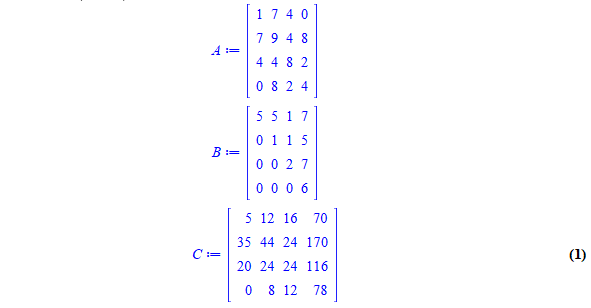 A := [ 1 7 4 0
7 9 4 8
4 4 8 2
0 8 2 4 ]
B := [ 5 5 1 7
0 1 1 5
0 0 2 7
0 0 0 6 ]
C := [ 5 12 16 70
35 44 24 170
20 24 24 116
0 8 12 78 ]
(1)